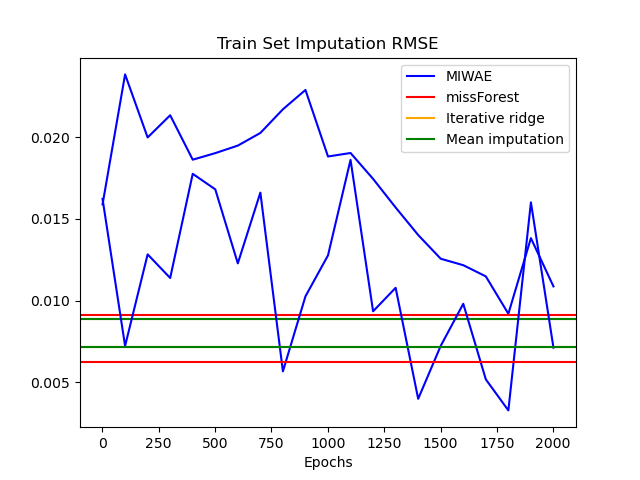 Train Set Imputation RMSE
MIWAE
missForest
Iterative ridge
Mean imputation
0.020
0.015
0.010
0.005
0 250 500 750 1000 1250 1500 1750 2000
Epochs